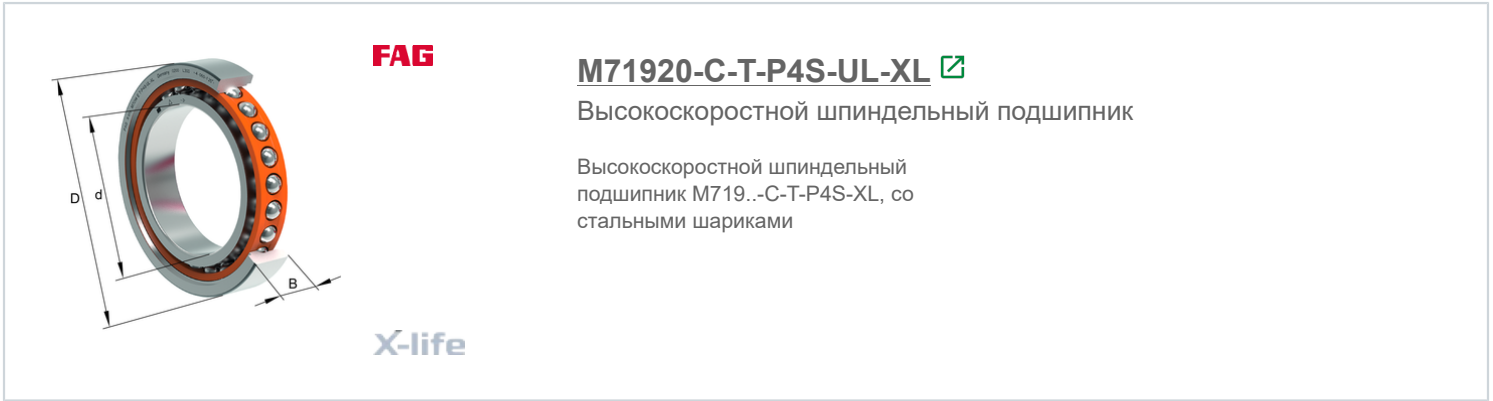 FAG
M71920-C-T-P4S-UL-XL
Высокоскоростной шпиндельный подшипник
Высокоскоростной шпиндельный
подшипник M719..-C-T-P4S-XL, со
стальными шариками
D
d
B
X-life